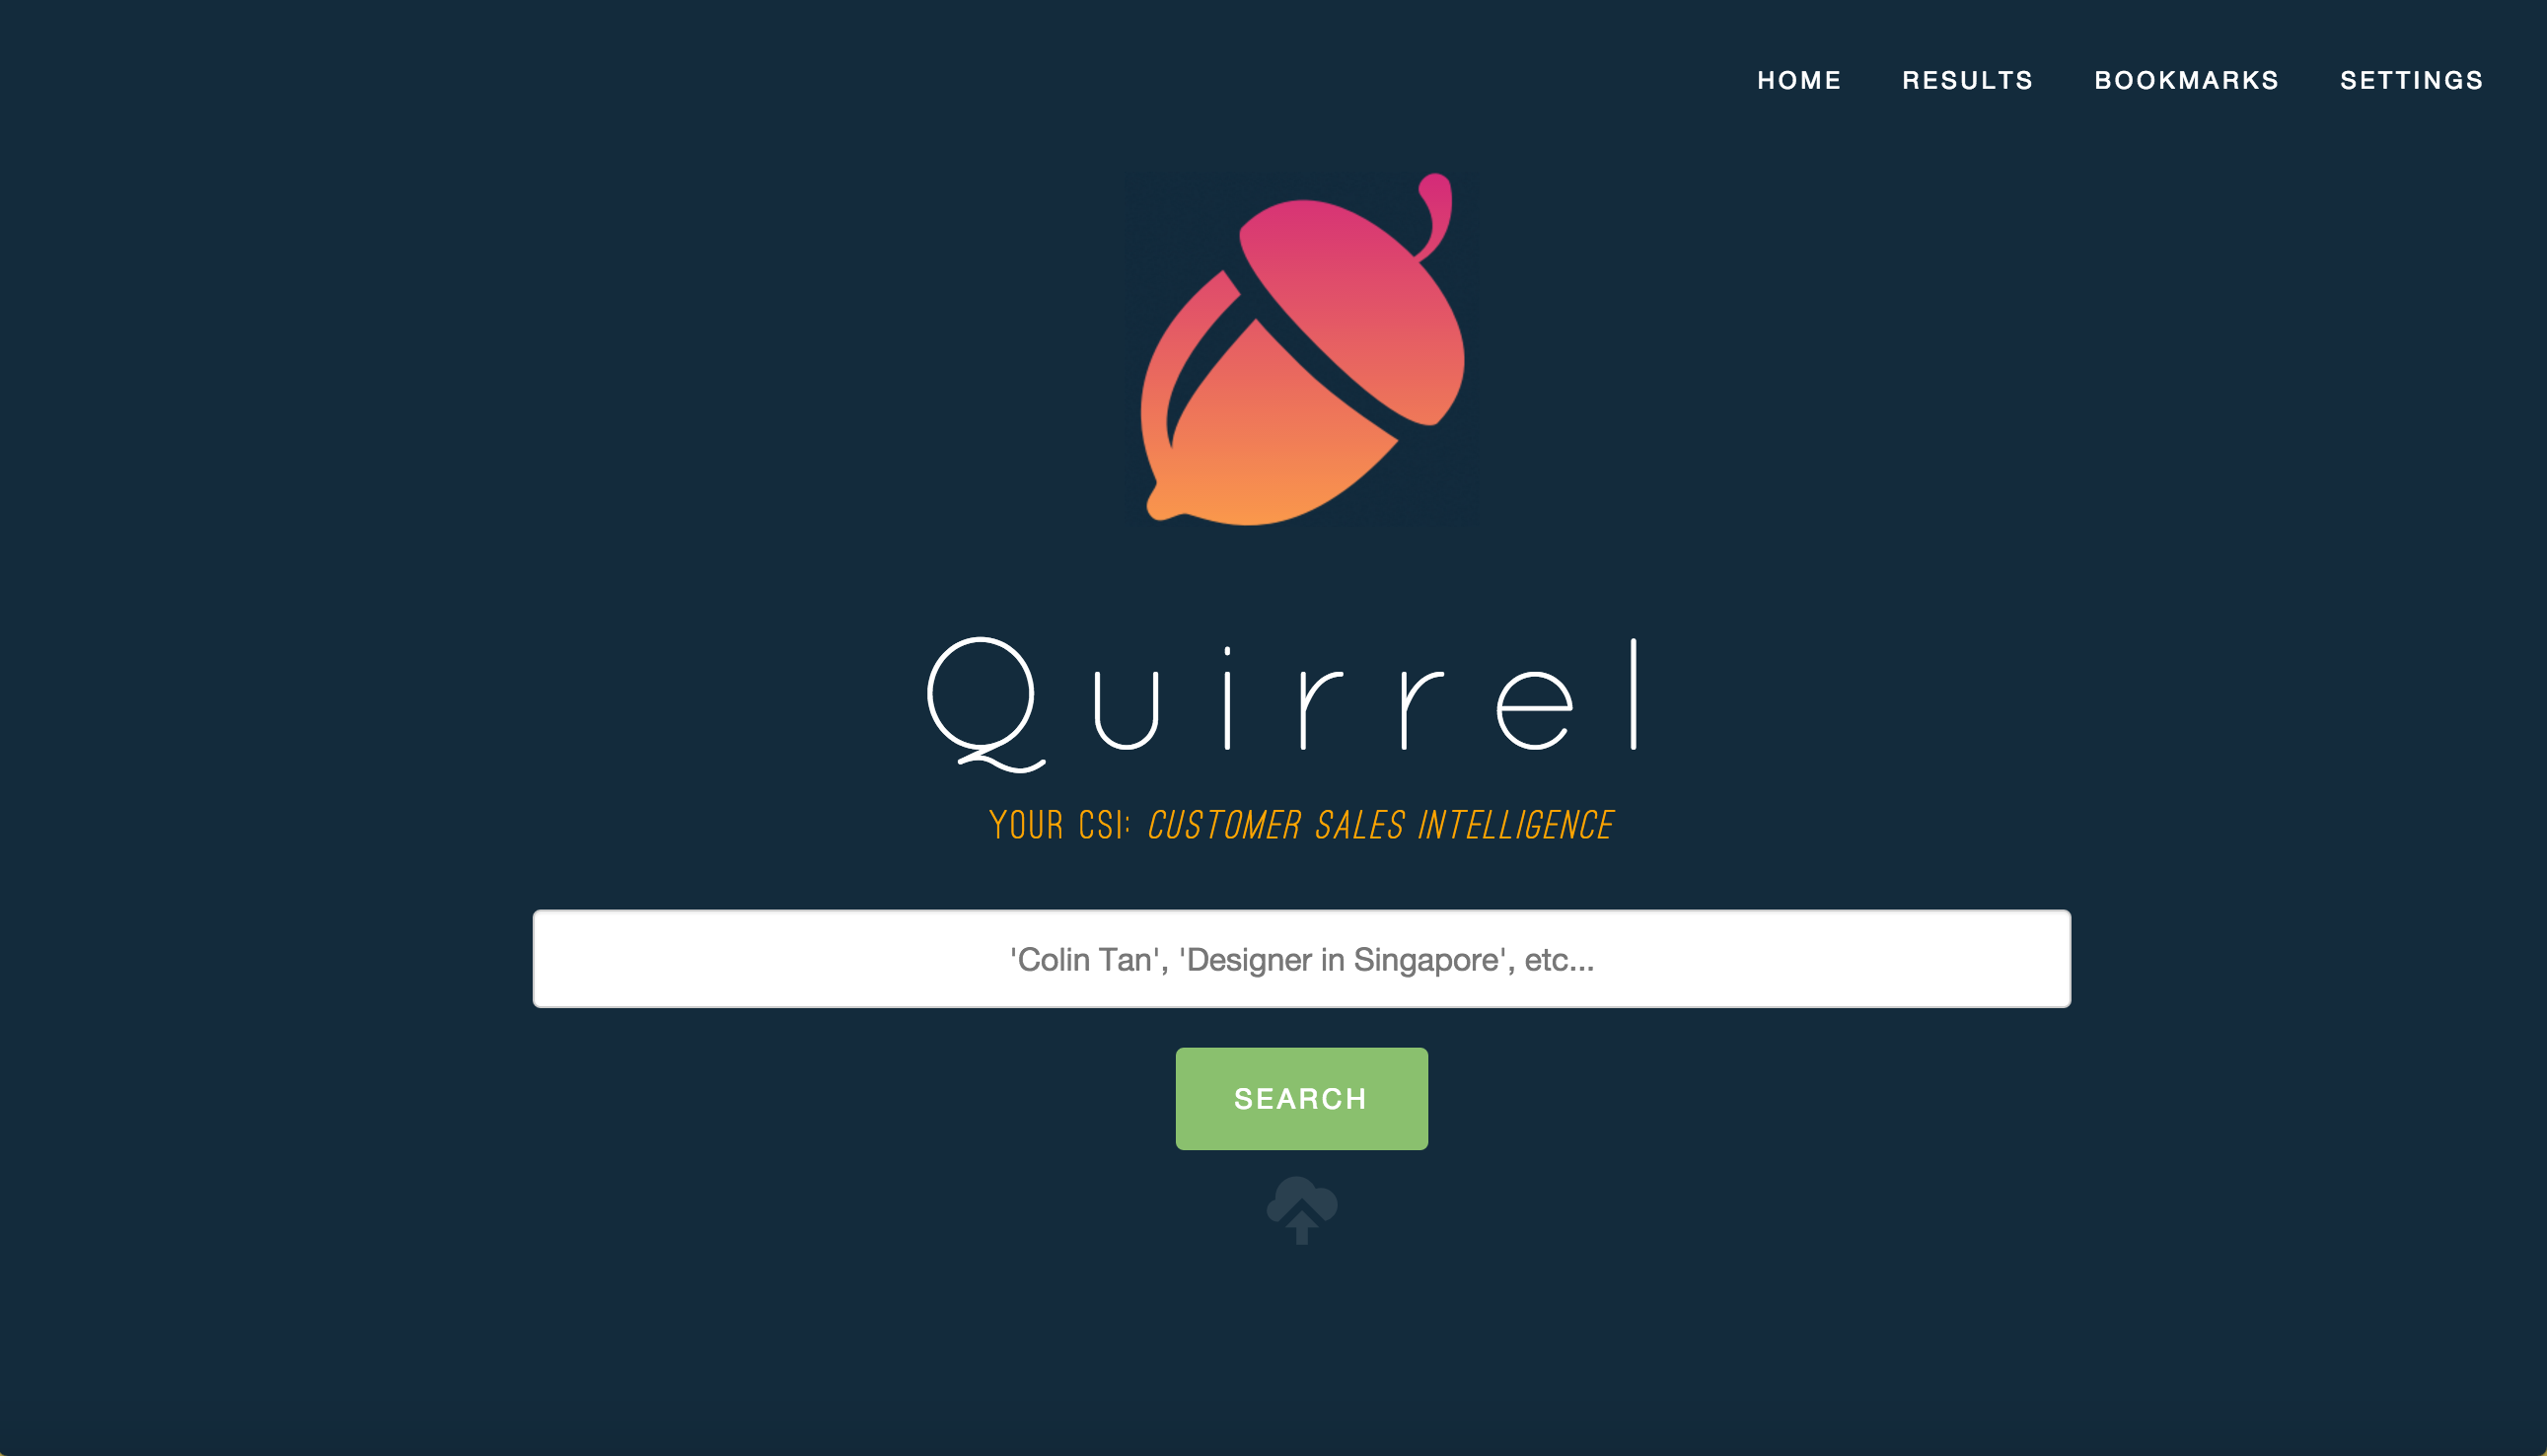 HOME RESULTS BOOKMARKS SETTINGS
Quirrel
YOUR CSI: CUSTOMER SALES INTELLIGENCE
'Colin Tan', 'Designer in Singapore', etc...
SEARCH